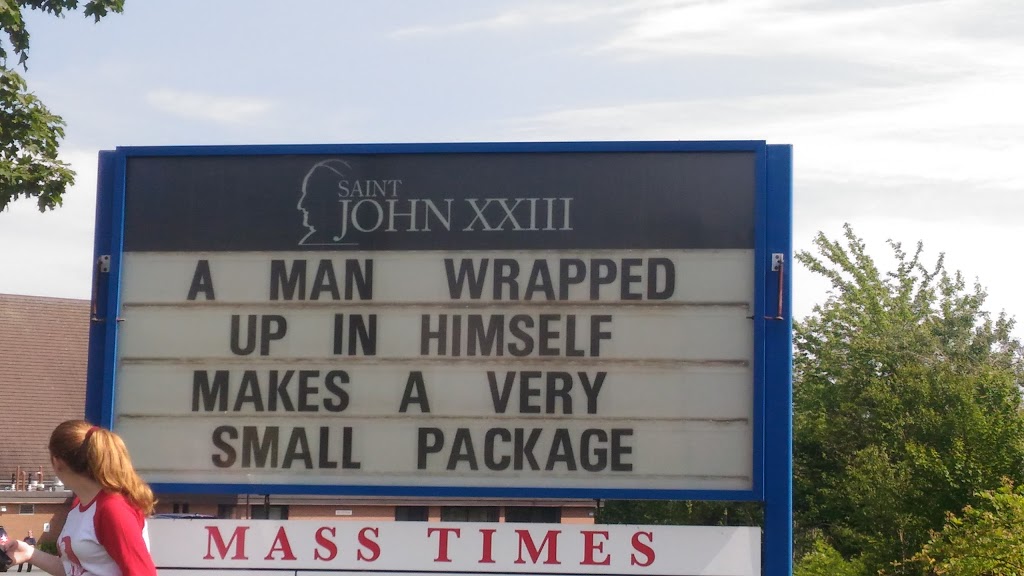 SAINT
JOHN XXIII
A MAN WRAPPED
UP IN HIMSELF
MAKES A VERY
SMALL PACKAGE
MASS TIMES